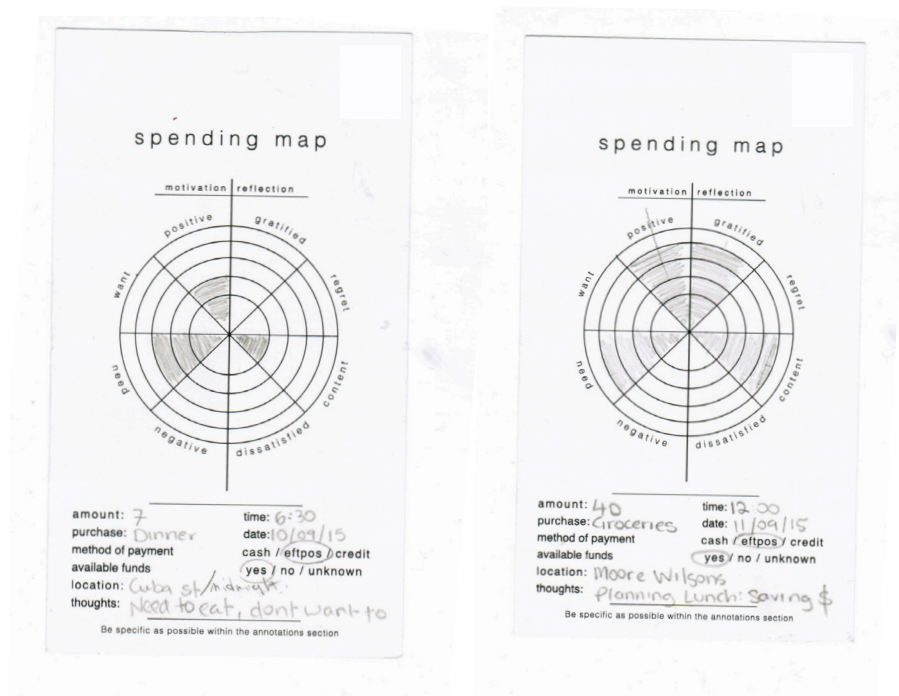 spending map
motivation reflection
positive gratified
want regret
need content
negative dissatisfied
amount: 7 time: 6:30
purchase: Dinner date: 10/09/15
method of payment cash / eftpos / credit
available funds yes / no / unknown
location: Cuba st/midnight.
thoughts: Need to eat, dont want to
Be specific as possible within the annotations section
spending map
motivation reflection
positive gratified
want regret
need content
negative dissatisfied
amount: 40 time: 12:00
purchase: Groceries date: 11/09/15
method of payment cash / eftpos / credit
available funds yes / no / unknown
location: Moore Wilsons
thoughts: Planning Lunch: Saving $
Be specific as possible within the annotations section